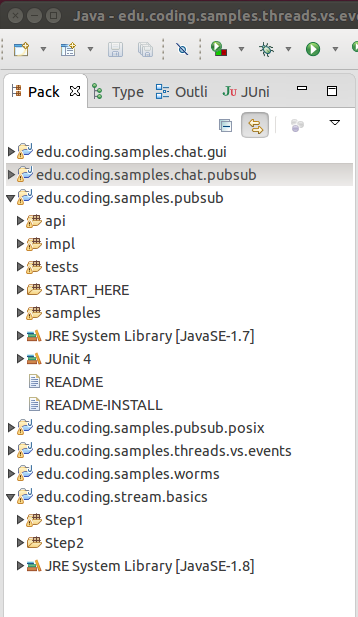 Java - edu.coding.samples.threads.vs.eve
Pack Type Outli JU JUni
edu.coding.samples.chat.gui
edu.coding.samples.chat.pubsub
edu.coding.samples.pubsub
api
impl
tests
START_HERE
samples
JRE System Library [JavaSE-1.7]
JUnit 4
README
README-INSTALL
edu.coding.samples.pubsub.posix
edu.coding.samples.threads.vs.events
edu.coding.samples.worms
edu.coding.stream.basics
Step1
Step2
JRE System Library [JavaSE-1.8]